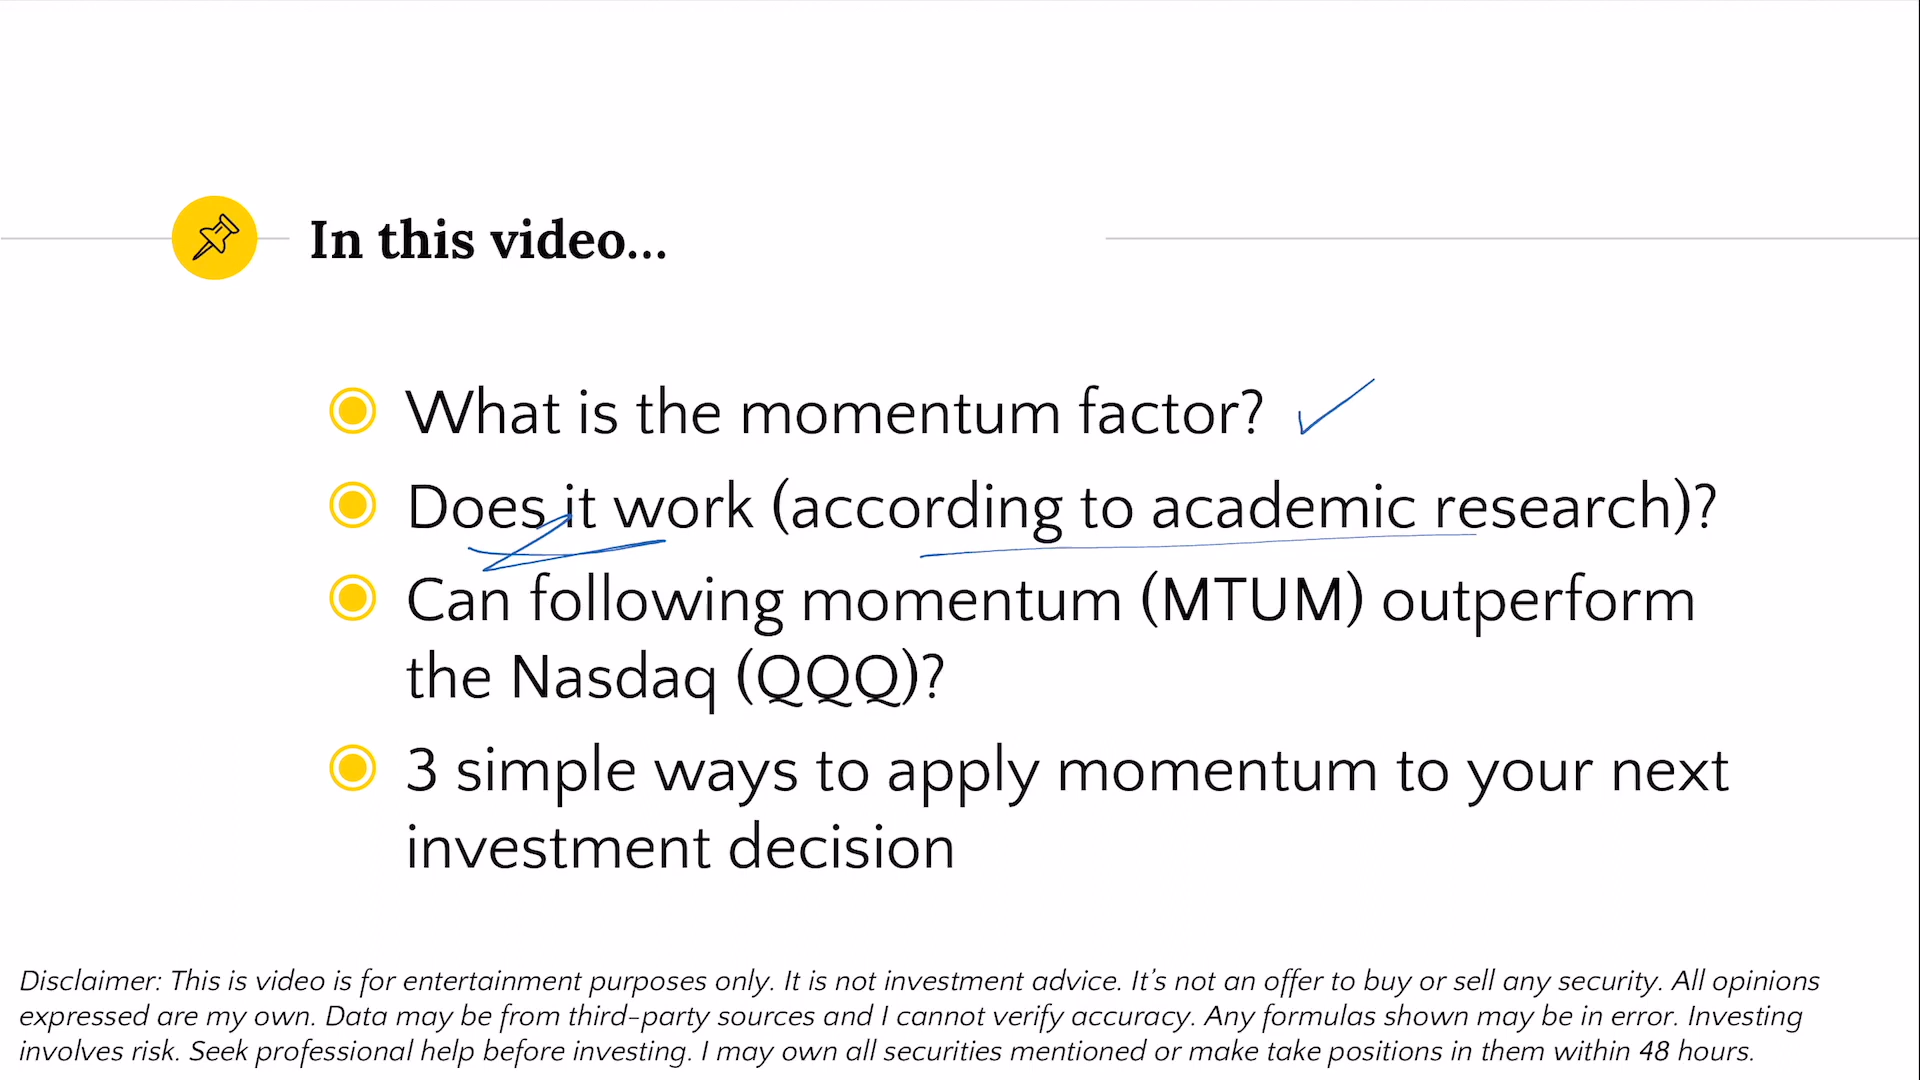 In this video...
What is the momentum factor?
Does it work (according to academic research)?
Can following momentum (MTUM) outperform
the Nasdaq (QQQ)?
3 simple ways to apply momentum to your next
investment decision
Disclaimer: This is video is for entertainment purposes only. It is not investment advice. It’s not an offer to buy or sell any security. All opinions
expressed are my own. Data may be from third-party sources and I cannot verify accuracy. Any formulas shown may be in error. Investing
involves risk. Seek professional help before investing. I may own all securities mentioned or make take positions in them within 48 hours.